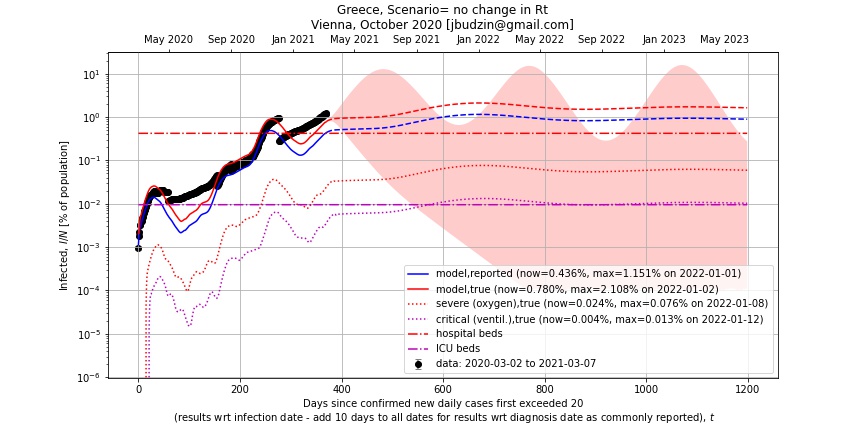 Greece, Scenario= no change in Rt
Vienna, October 2020 [jbudzin@gmail.com]
May 2020 Sep 2020 Jan 2021 May 2021 Sep 2021 Jan 2022 May 2022 Sep 2022 Jan 2023 May 2023
Infected, I/N [% of population]
10¹
10⁰
10⁻¹
10⁻²
10⁻³
10⁻⁴
10⁻⁵
10⁻⁶
model,reported (now=0.436%, max=1.151% on 2022-01-01)
model,true (now=0.780%, max=2.108% on 2022-01-02)
severe (oxygen),true (now=0.024%, max=0.076% on 2022-01-08)
critical (ventil.),true (now=0.004%, max=0.013% on 2022-01-12)
hospital beds
ICU beds
data: 2020-03-02 to 2021-03-07
0 200 400 600 800 1000 1200
Days since confirmed new daily cases first exceeded 20
(results wrt infection date - add 10 days to all dates for results wrt diagnosis date as commonly reported), t